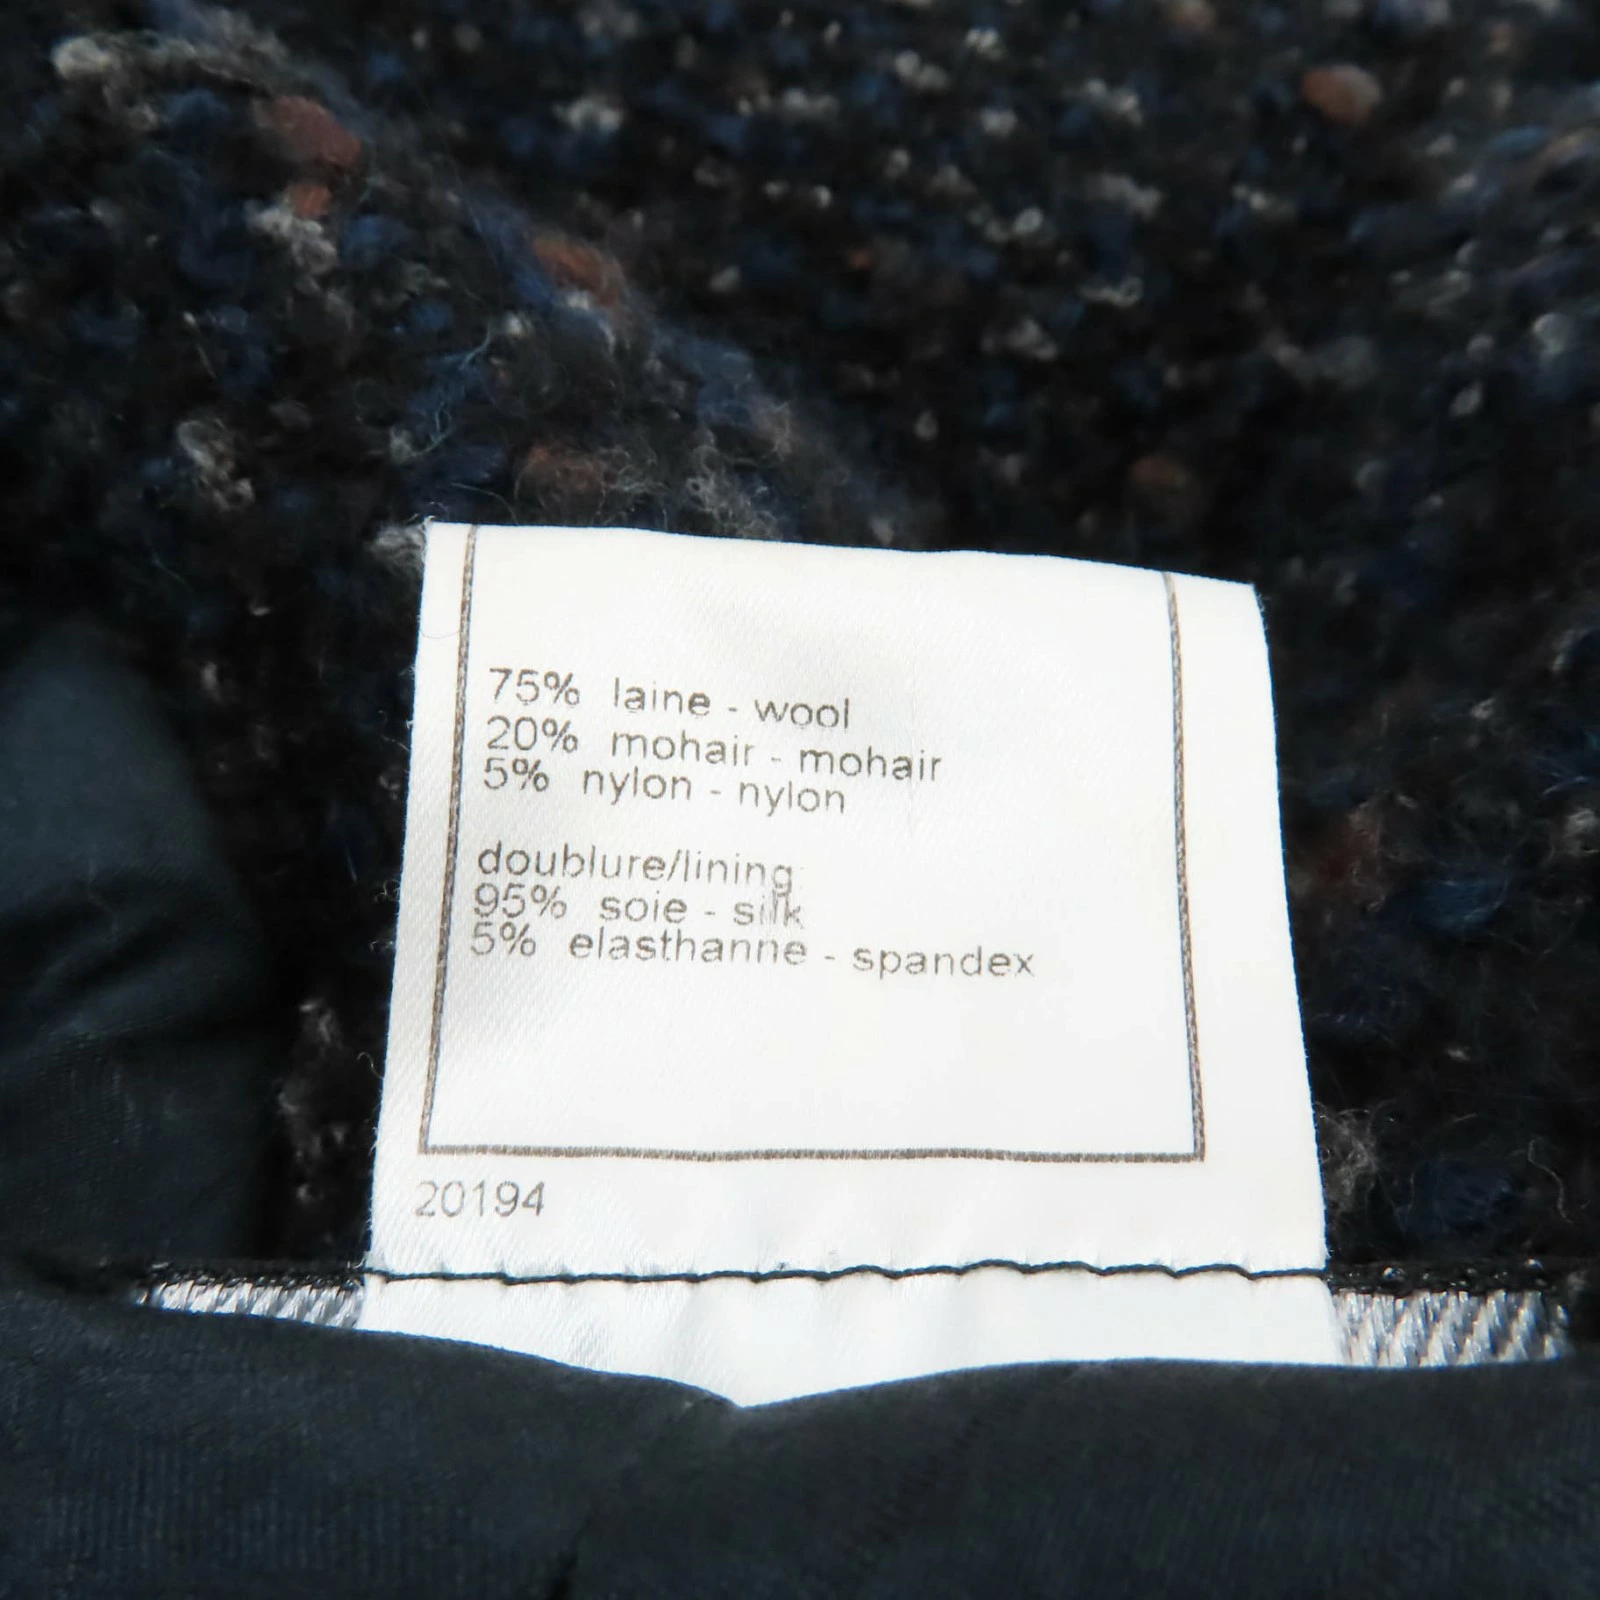 75% laine - wool
20% mohair - mohair
5% nylon - nylon
doublure/lining
95% soie - silk
5% elasthanne - spandex
20194